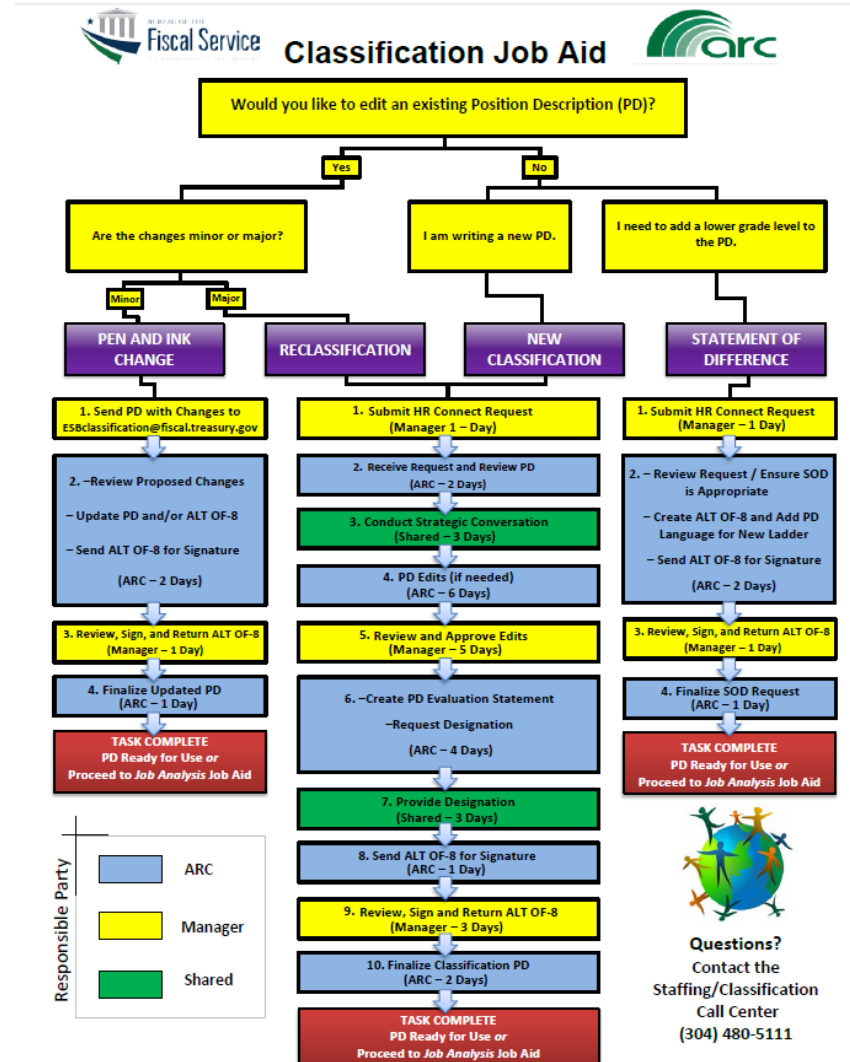 BUREAU OF THE
Fiscal Service
U.S. DEPARTMENT OF THE TREASURY
Classification Job Aid
arc
Would you like to edit an existing Position Description (PD)?
Yes
No
Are the changes minor or major?
I am writing a new PD.
I need to add a lower grade level to
the PD.
Minor
Major
PEN AND INK
CHANGE
RECLASSIFICATION
NEW
CLASSIFICATION
STATEMENT OF
DIFFERENCE
1. Send PD with Changes to
ESBclassification@fiscal.treasury.gov
2. –Review Proposed Changes
– Update PD and/or ALT OF-8
–Send ALT OF-8 for Signature
(ARC – 2 Days)
3. Review, Sign, and Return ALT OF-8
(Manager – 1 Day)
4. Finalize Updated PD
(ARC – 1 Day)
TASK COMPLETE
PD Ready for Use or
Proceed to Job Analysis Job Aid
1. Submit HR Connect Request
(Manager 1 – Day)
2. Receive Request and Review PD
(ARC – 2 Days)
3. Conduct Strategic Conversation
(Shared – 3 Days)
4. PD Edits (if needed)
(ARC – 6 Days)
5. Review and Approve Edits
(Manager – 5 Days)
6. –Create PD Evaluation Statement
–Request Designation
(ARC – 4 Days)
7. Provide Designation
(Shared – 3 Days)
8. Send ALT OF-8 for Signature
(ARC – 1 Day)
9. Review, Sign and Return ALT OF-8
(Manager – 3 Days)
10. Finalize Classification PD
(ARC – 2 Days)
TASK COMPLETE
PD Ready for Use or
Proceed to Job Analysis Job Aid
1. Submit HR Connect Request
(Manager – 1 Day)
2. – Review Request / Ensure SOD
is Appropriate
– Create ALT OF-8 and Add PD
Language for New Ladder
– Send ALT OF-8 for Signature
(ARC – 2 Days)
3. Review, Sign, and Return ALT OF-8
(Manager – 1 Day)
4. Finalize SOD Request
(ARC – 1 Day)
TASK COMPLETE
PD Ready for Use or
Proceed to Job Analysis Job Aid
Responsible Party
ARC
Manager
Shared
Questions?
Contact the
Staffing/Classification
Call Center
(304) 480-5111